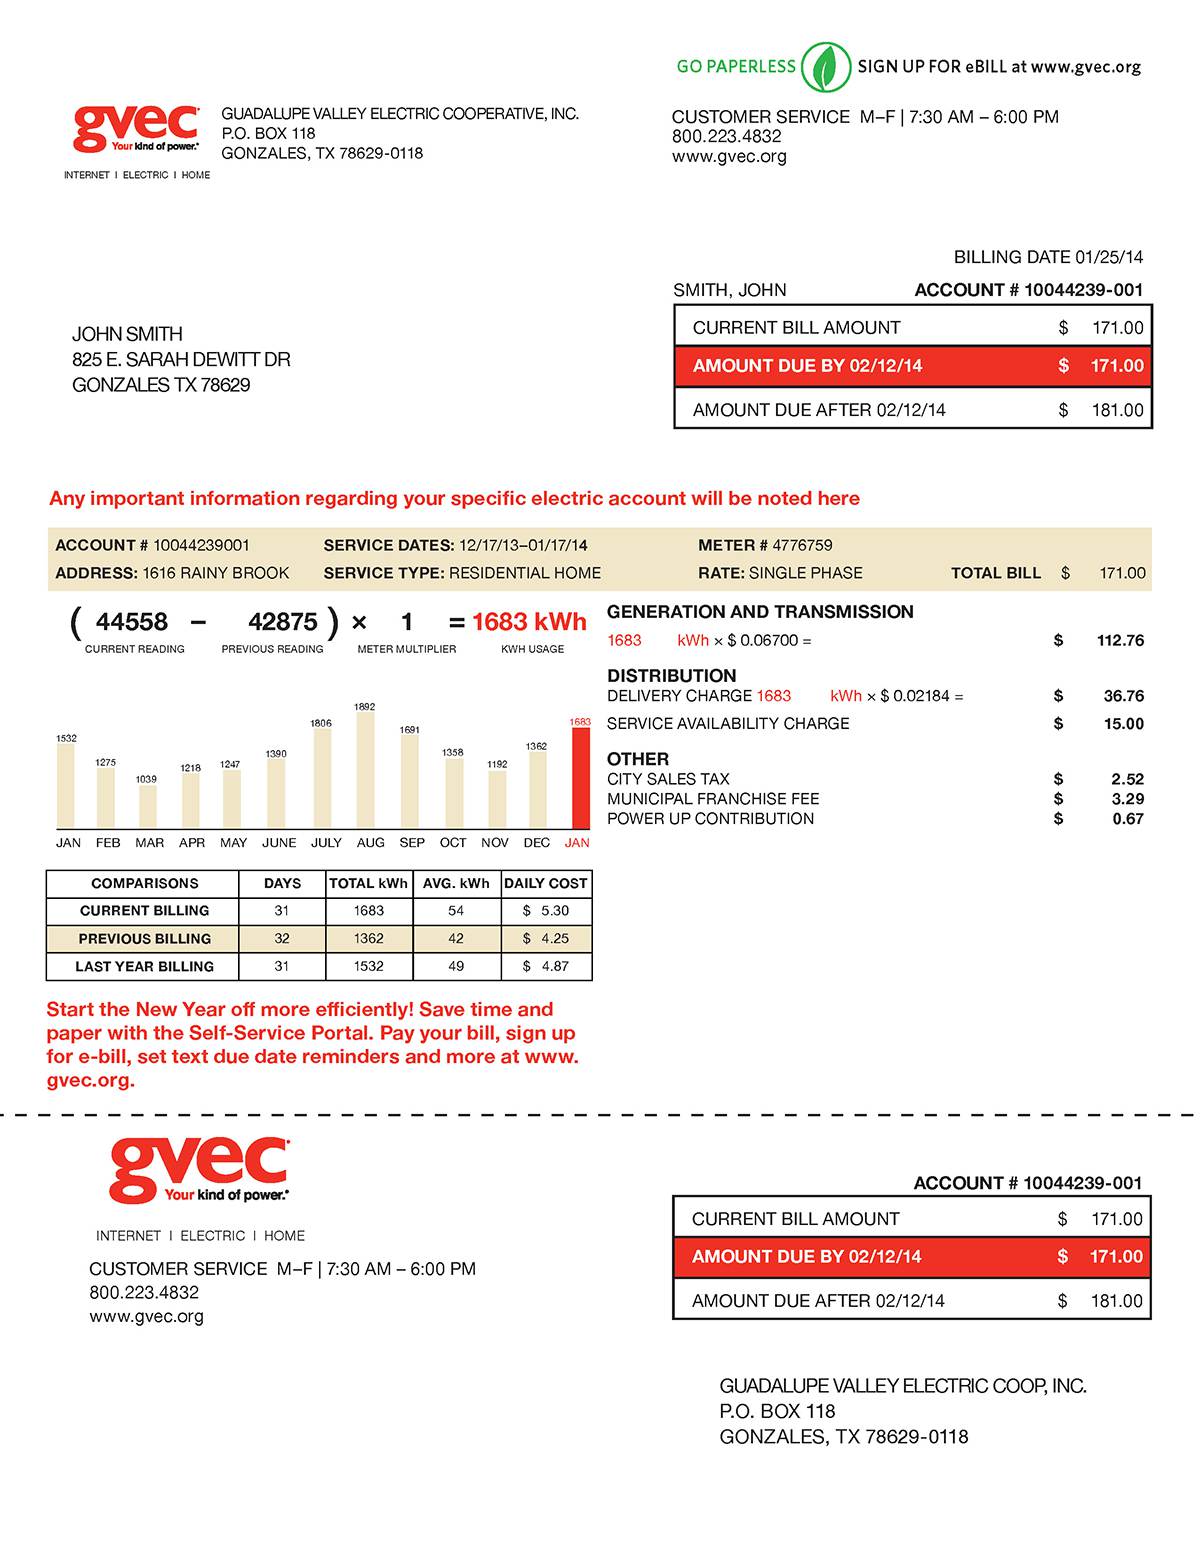 GO PAPERLESS SIGN UP FOR eBILL at www.gvec.org
gvec
Your kind of power.
INTERNET I ELECTRIC I HOME
GUADALUPE VALLEY ELECTRIC COOPERATIVE, INC.
P.O. BOX 118
GONZALES, TX 78629-0118
CUSTOMER SERVICE M–F | 7:30 AM – 6:00 PM
800.223.4832
www.gvec.org
BILLING DATE 01/25/14
SMITH, JOHN ACCOUNT # 10044239-001
CURRENT BILL AMOUNT $ 171.00
AMOUNT DUE BY 02/12/14 $ 171.00
AMOUNT DUE AFTER 02/12/14 $ 181.00
JOHN SMITH
825 E. SARAH DEWITT DR
GONZALES TX 78629
Any important information regarding your specific electric account will be noted here
ACCOUNT # 10044239001 SERVICE DATES: 12/17/13–01/17/14 METER # 4776759
ADDRESS: 1616 RAINY BROOK SERVICE TYPE: RESIDENTIAL HOME RATE: SINGLE PHASE TOTAL BILL $ 171.00
( 44558 – 42875 ) × 1 = 1683 kWh
CURRENT READING PREVIOUS READING METER MULTIPLIER KWH USAGE
1532 1275 1039 1218 1247 1390 1806 1892 1691 1358 1192 1362 1683
JAN FEB MAR APR MAY JUNE JULY AUG SEP OCT NOV DEC JAN
GENERATION AND TRANSMISSION
1683 kWh × $ 0.06700 = $ 112.76
DISTRIBUTION
DELIVERY CHARGE 1683 kWh × $ 0.02184 = $ 36.76
SERVICE AVAILABILITY CHARGE $ 15.00
OTHER
CITY SALES TAX $ 2.52
MUNICIPAL FRANCHISE FEE $ 3.29
POWER UP CONTRIBUTION $ 0.67
COMPARISONS DAYS TOTAL kWh AVG. kWh DAILY COST
CURRENT BILLING 31 1683 54 $ 5.30
PREVIOUS BILLING 32 1362 42 $ 4.25
LAST YEAR BILLING 31 1532 49 $ 4.87
Start the New Year off more efficiently! Save time and
paper with the Self-Service Portal. Pay your bill, sign up
for e-bill, set text due date reminders and more at www.
gvec.org.
gvec
Your kind of power.
INTERNET I ELECTRIC I HOME
CUSTOMER SERVICE M–F | 7:30 AM – 6:00 PM
800.223.4832
www.gvec.org
ACCOUNT # 10044239-001
CURRENT BILL AMOUNT $ 171.00
AMOUNT DUE BY 02/12/14 $ 171.00
AMOUNT DUE AFTER 02/12/14 $ 181.00
GUADALUPE VALLEY ELECTRIC COOP, INC.
P.O. BOX 118
GONZALES, TX 78629-0118